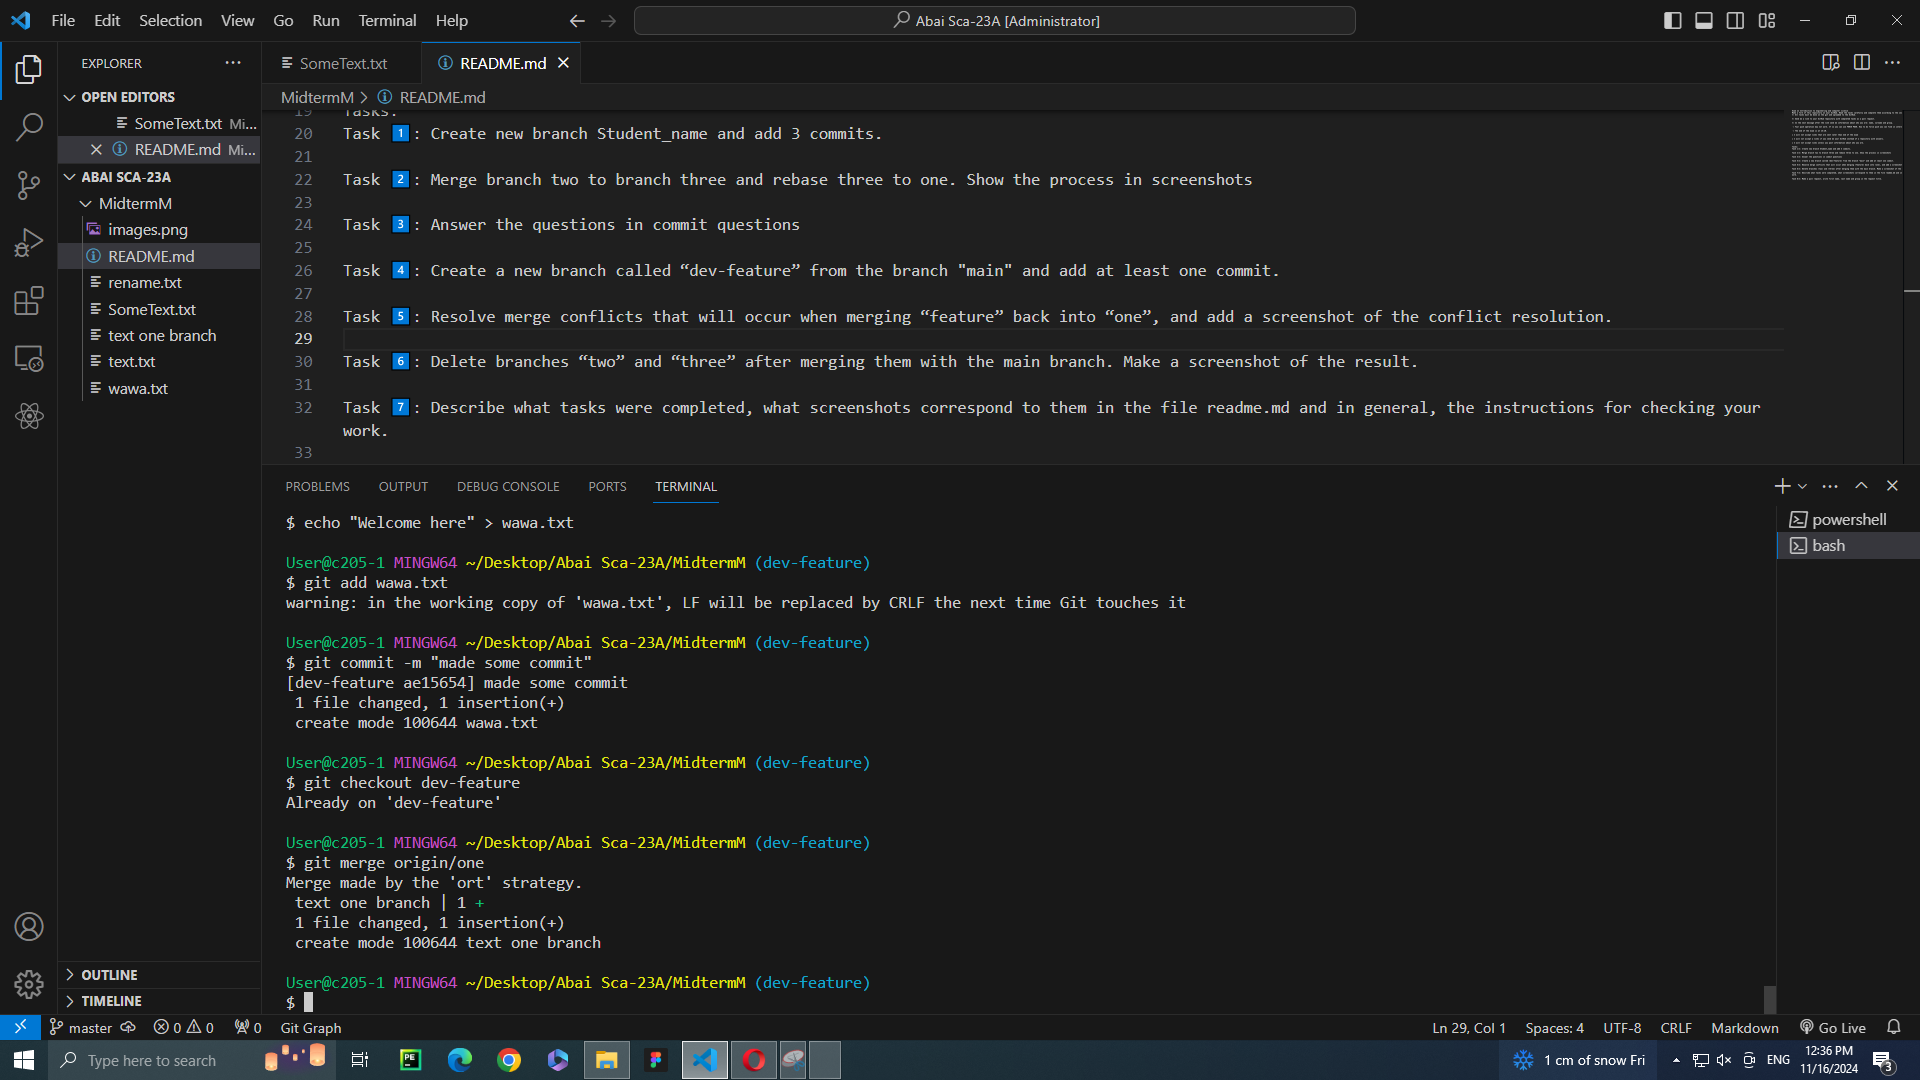 File Edit Selection View Go Run Terminal Help
Abai Sca-23A [Administrator]
EXPLORER
OPEN EDITORS
SomeText.txt Mi...
README.md Mi...
ABAI SCA-23A
MidtermM
images.png
README.md
rename.txt
SomeText.txt
text one branch
text.txt
wawa.txt
OUTLINE
TIMELINE
SomeText.txt
README.md
MidtermM > README.md
19 Tasks:
20 Task 1: Create new branch Student_name and add 3 commits.
21
22 Task 2: Merge branch two to branch three and rebase three to one. Show the process in screenshots
23
24 Task 3: Answer the questions in commit questions
25
26 Task 4: Create a new branch called “dev-feature” from the branch "main" and add at least one commit.
27
28 Task 5: Resolve merge conflicts that will occur when merging “feature” back into “one”, and add a screenshot of the conflict resolution.
29
30 Task 6: Delete branches “two” and “three” after merging them with the main branch. Make a screenshot of the result.
31
32 Task 7: Describe what tasks were completed, what screenshots correspond to them in the file readme.md and in general, the instructions for checking your
work.
33
PROBLEMS OUTPUT DEBUG CONSOLE PORTS TERMINAL
powershell
bash
$ echo "Welcome here" > wawa.txt
User@c205-1 MINGW64 ~/Desktop/Abai Sca-23A/MidtermM (dev-feature)
$ git add wawa.txt
warning: in the working copy of 'wawa.txt', LF will be replaced by CRLF the next time Git touches it
User@c205-1 MINGW64 ~/Desktop/Abai Sca-23A/MidtermM (dev-feature)
$ git commit -m "made some commit"
[dev-feature ae15654] made some commit
1 file changed, 1 insertion(+)
create mode 100644 wawa.txt
User@c205-1 MINGW64 ~/Desktop/Abai Sca-23A/MidtermM (dev-feature)
$ git checkout dev-feature
Already on 'dev-feature'
User@c205-1 MINGW64 ~/Desktop/Abai Sca-23A/MidtermM (dev-feature)
$ git merge origin/one
Merge made by the 'ort' strategy.
text one branch | 1 +
1 file changed, 1 insertion(+)
create mode 100644 text one branch
User@c205-1 MINGW64 ~/Desktop/Abai Sca-23A/MidtermM (dev-feature)
$
master 0 0 0 Git Graph
Ln 29, Col 1 Spaces: 4 UTF-8 CRLF Markdown Go Live
Type here to search
PE
1 cm of snow Fri
ENG
12:36 PM
11/16/2024
3